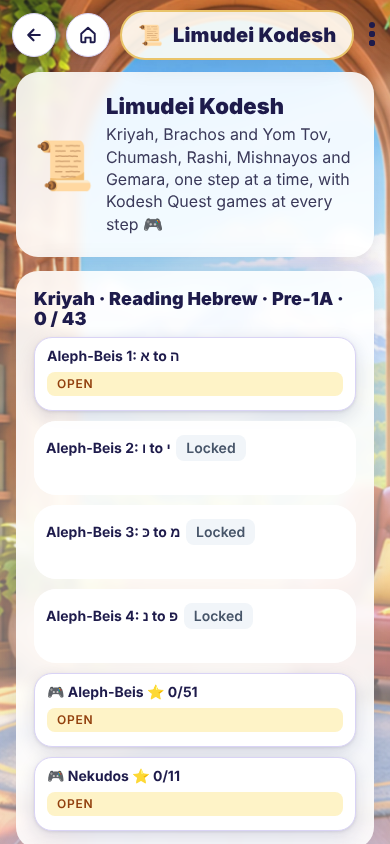 📜 Limudei Kodesh
Limudei Kodesh
Kriyah, Brachos and Yom Tov,
Chumash, Rashi, Mishnayos and
Gemara, one step at a time, with
Kodesh Quest games at every
step 🎮
Kriyah · Reading Hebrew · Pre-1A ·
0 / 43
Aleph-Beis 1: א to ה
OPEN
Aleph-Beis 2: ו to י Locked
Aleph-Beis 3: כ to מ Locked
Aleph-Beis 4: נ to פ Locked
🎮 Aleph-Beis ⭐ 0/51
OPEN
🎮 Nekudos ⭐ 0/11
OPEN